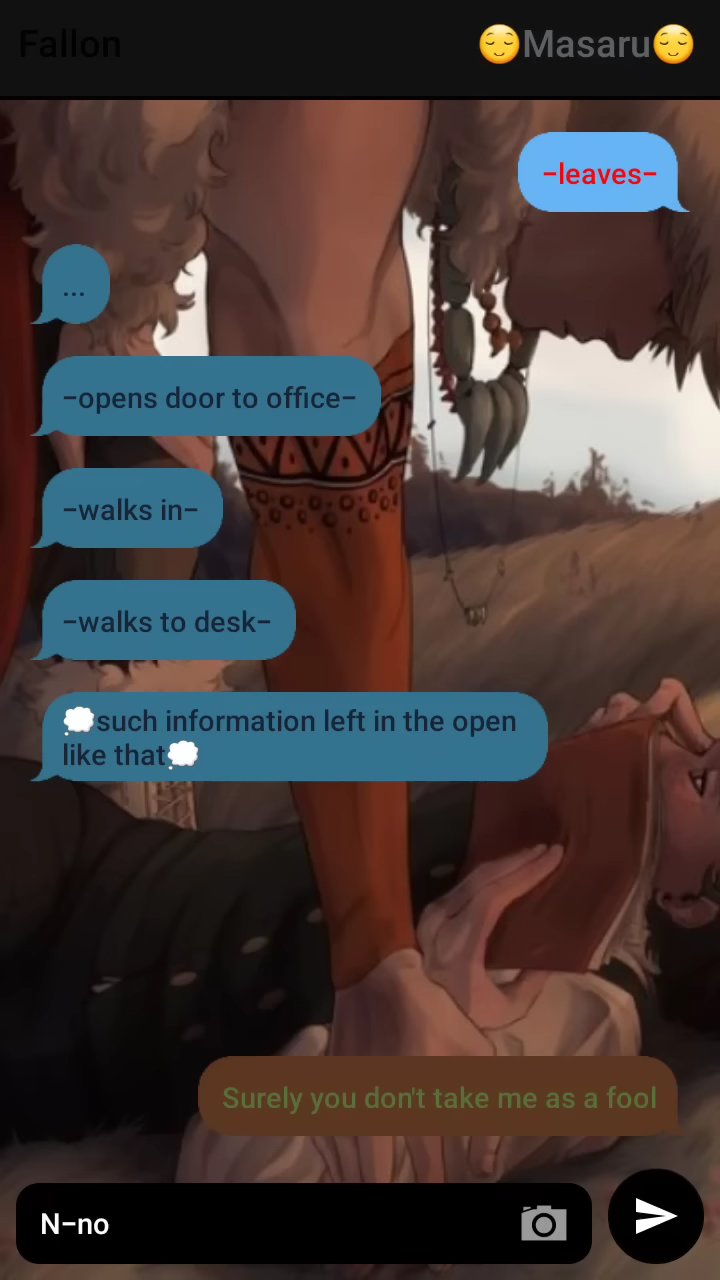 Fallon
😌Masaru😌
-leaves-
...
-opens door to office-
-walks in-
-walks to desk-
💭such information left in the open
like that💭
Surely you don't take me as a fool
N-no